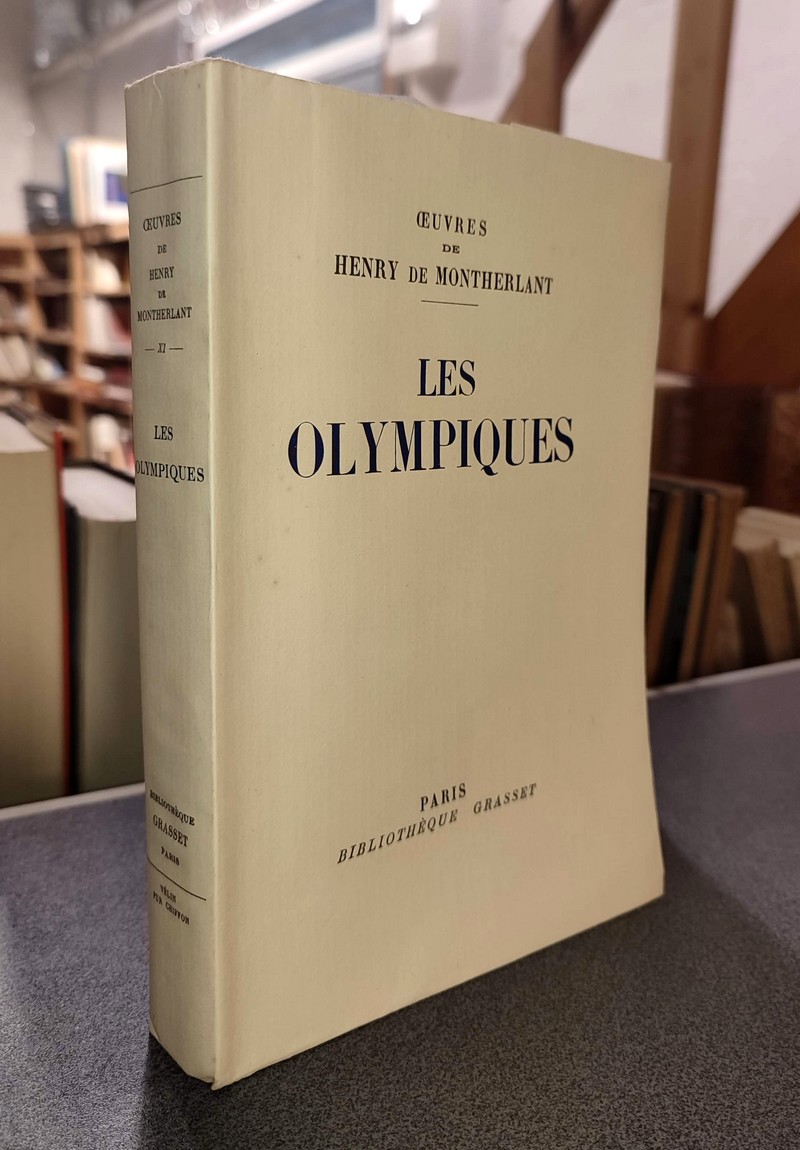 ŒUVRES
DE
HENRY
DE
MONTHERLANT
— XI —
LES
OLYMPIQUES
BIBLIOTHÈQUE
GRASSET
PARIS
VÉLIN
PUR CHIFFON
ŒUVRES
DE
HENRY DE MONTHERLANT
LES
OLYMPIQUES
PARIS
BIBLIOTHÈQUE GRASSET